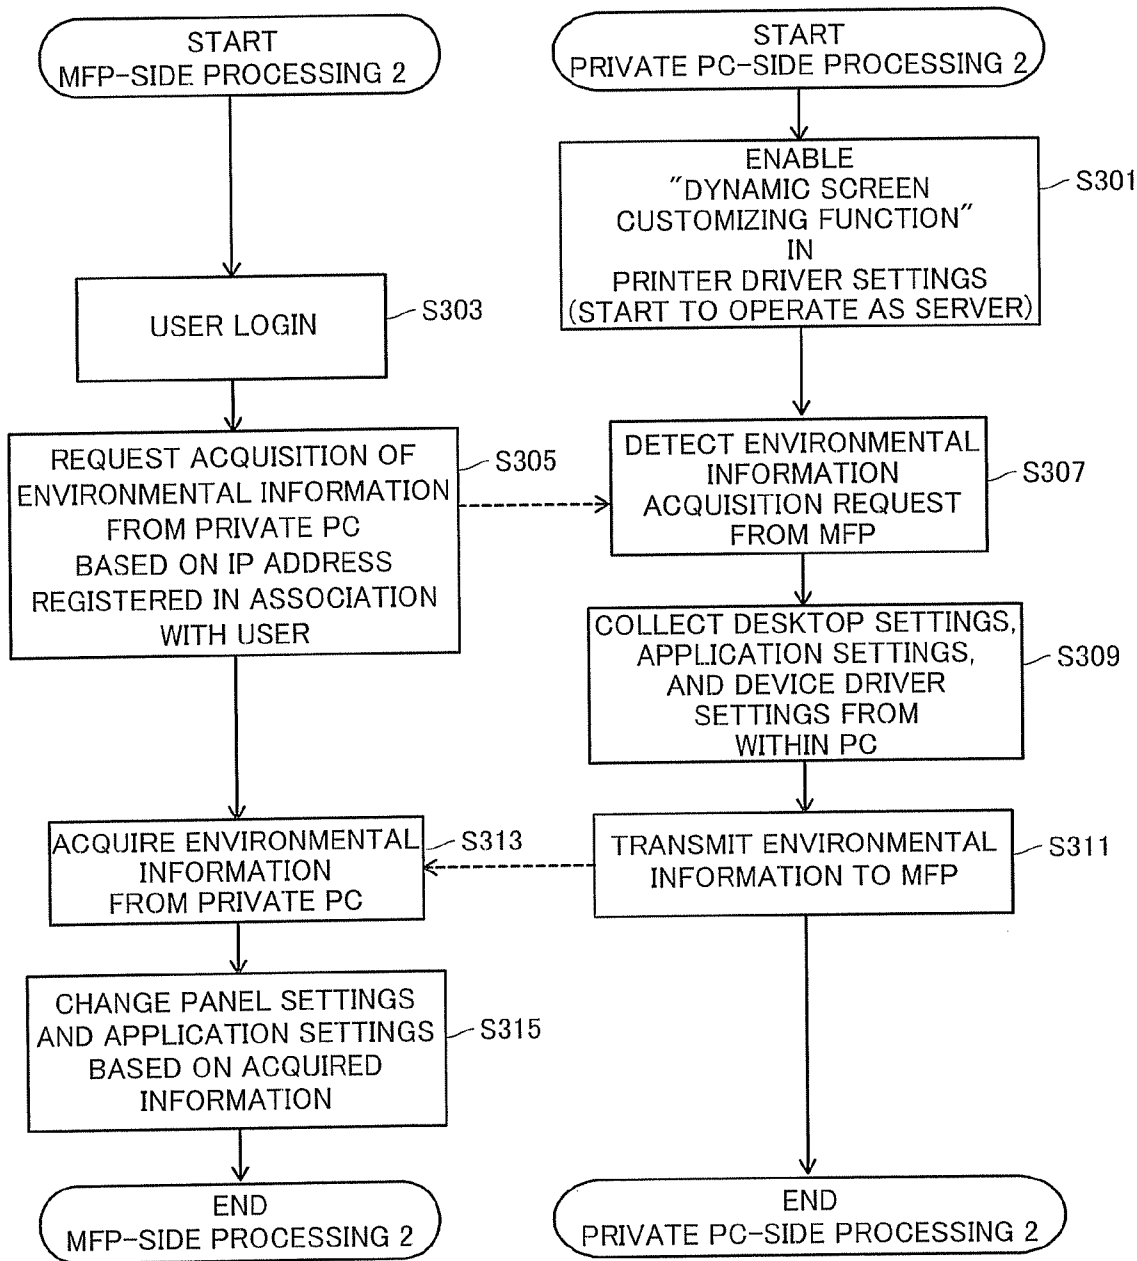 START
MFP-SIDE PROCESSING 2
USER LOGIN
S303
REQUEST ACQUISITION OF
ENVIRONMENTAL INFORMATION
FROM PRIVATE PC
BASED ON IP ADDRESS
REGISTERED IN ASSOCIATION
WITH USER
S305
ACQUIRE ENVIRONMENTAL
INFORMATION
FROM PRIVATE PC
S313
CHANGE PANEL SETTINGS
AND APPLICATION SETTINGS
BASED ON ACQUIRED
INFORMATION
S315
END
MFP-SIDE PROCESSING 2
START
PRIVATE PC-SIDE PROCESSING 2
ENABLE
"DYNAMIC SCREEN
CUSTOMIZING FUNCTION"
IN
PRINTER DRIVER SETTINGS
(START TO OPERATE AS SERVER)
S301
DETECT ENVIRONMENTAL
INFORMATION
ACQUISITION REQUEST
FROM MFP
S307
COLLECT DESKTOP SETTINGS,
APPLICATION SETTINGS,
AND DEVICE DRIVER
SETTINGS FROM
WITHIN PC
S309
TRANSMIT ENVIRONMENTAL
INFORMATION TO MFP
S311
END
PRIVATE PC-SIDE PROCESSING 2